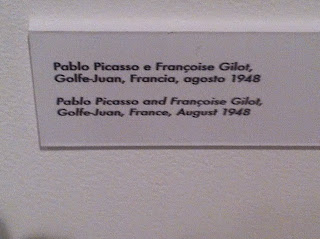 Pablo Picasso e Françoise Gilot,
Golfe-Juan, Francia, agosto 1948
Pablo Picasso and Françoise Gilot,
Golfe-Juan, France, August 1948